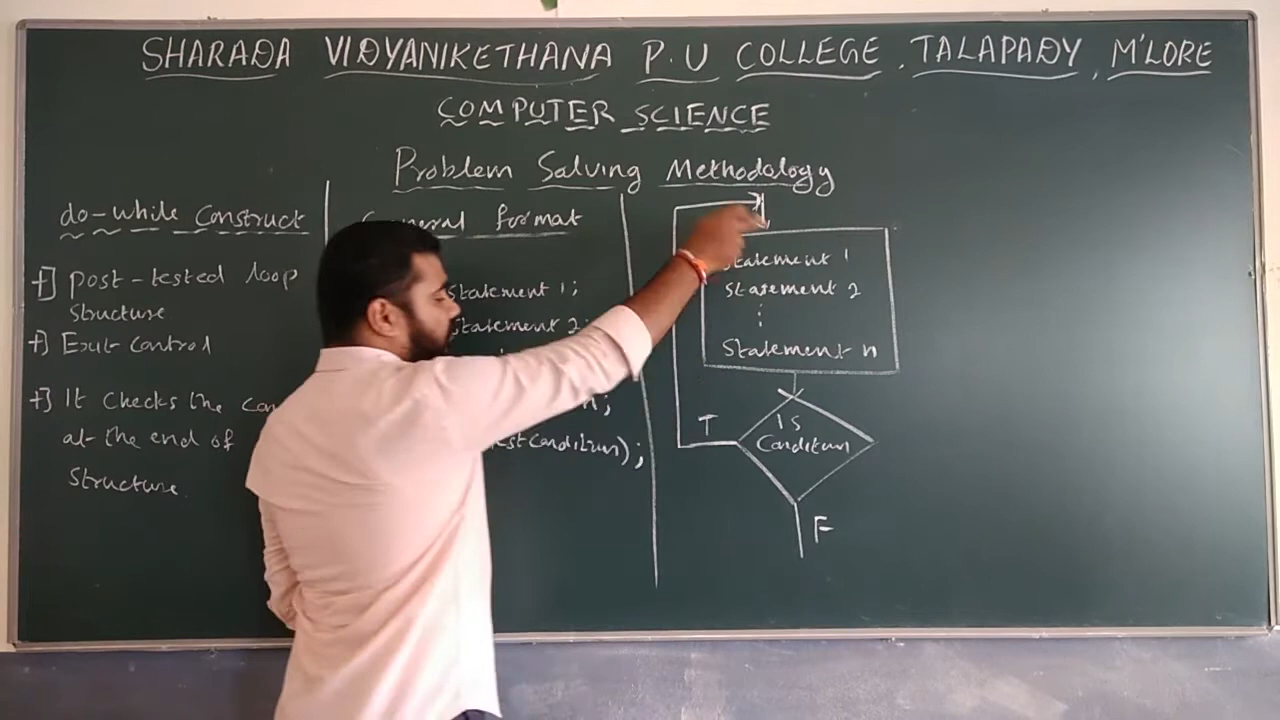 SHARADA VIDYANIKETHANA P.U COLLEGE, TALAPADY, M'LORE
COMPUTER SCIENCE
Problem Solving Methodology
do-while Construct
+] Post-tested loop
structure
+] Exit control
+] It checks the
at the end of
structure.
General format
statement 1;
statement 2;
);
Statement 1
Statement 2
⋮
Statement n
T
Is
Condition
F